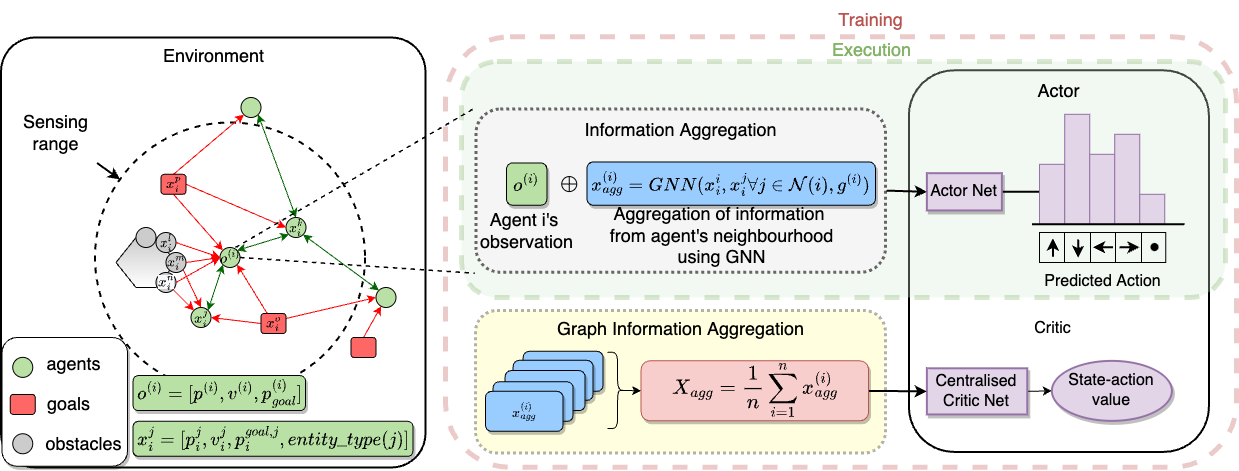 Training
Execution
Environment
Sensing
range
$x_i^p$
$x_i^k$
$x_i^l$
$x_i^m$
$x_i^n$
$o^{(i)}$
$x_i^j$
$x_i^o$
agents
goals
obstacles
$o^{(i)} = [p^{(i)}, v^{(i)}, p_{goal}^{(i)}]$
$x_i^j = [p_i^j, v_i^j, p_i^{goal,j}, entity\_type(j)]$
Information Aggregation
$o^{(i)}$ ⊕ $x_{agg}^{(i)} = GNN(x_i^i, x_i^j \forall j \in \mathcal{N}(i), g^{(i)})$
Agent i's
observation
Aggregation of information
from agent's neighbourhood
using GNN
Actor
Actor Net
Predicted Action
Graph Information Aggregation
$x_{agg}^{(i)}$
$X_{agg} = \frac{1}{n} \sum_{i=1}^{n} x_{agg}^{(i)}$
Critic
Centralised
Critic Net
State-action
value